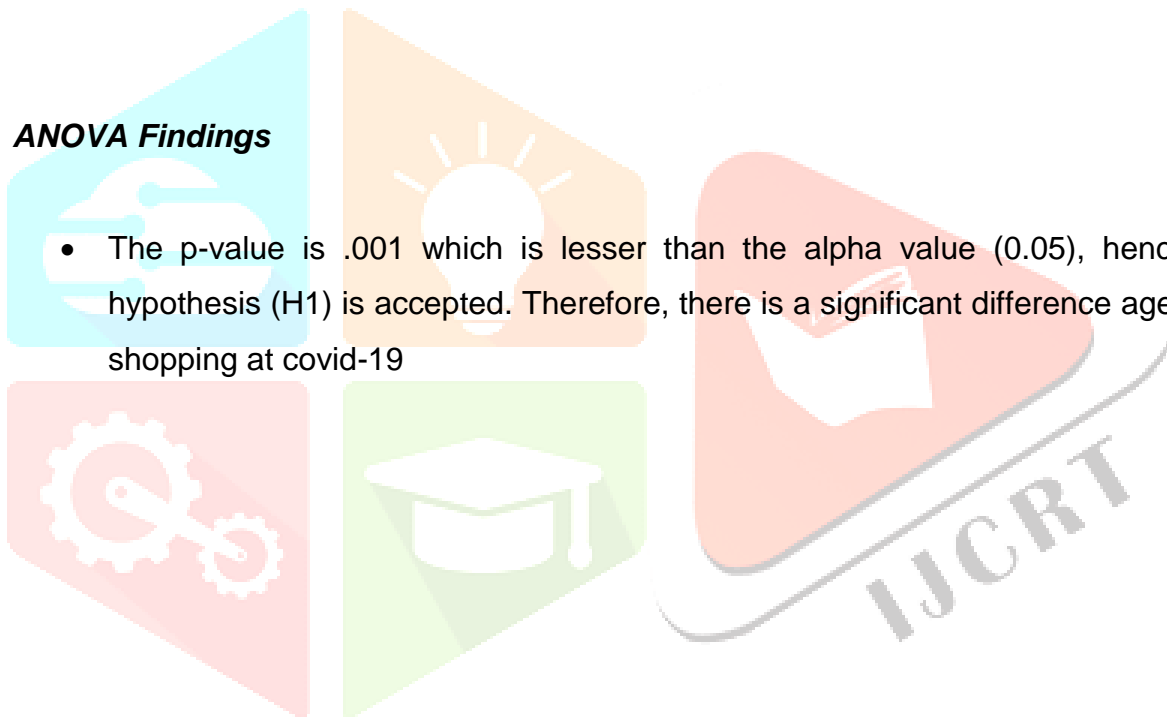 ANOVA Findings
• The p-value is .001 which is lesser than the alpha value (0.05), henc
hypothesis (H1) is accepted. Therefore, there is a significant difference age
shopping at covid-19
IJCRT